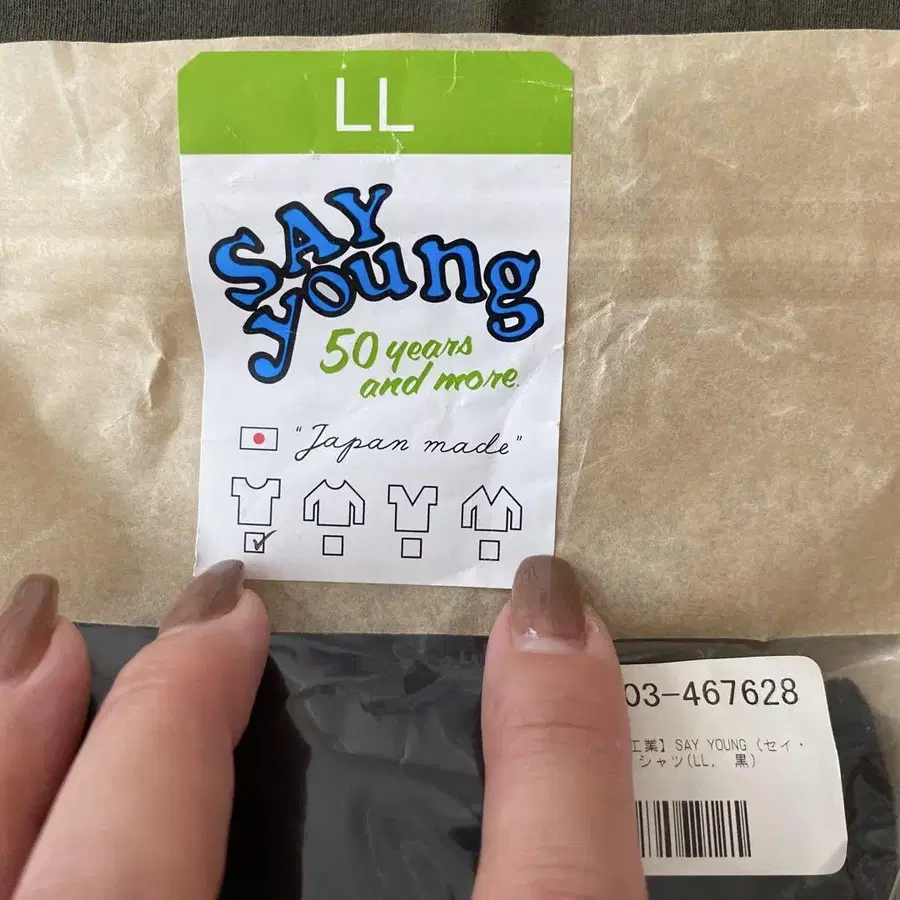 LL
SAY
young
50 years
and more.
"Japan made"
03-467628
工業】SAY YOUNG (セイ・
シャツ(LL, 黒)